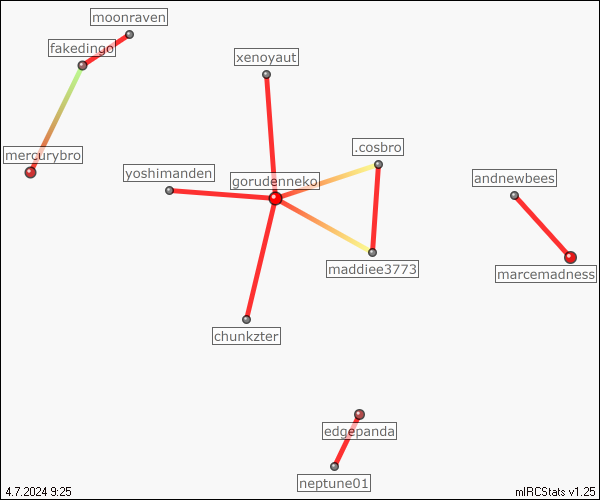 moonraven
fakedingo
xenoyaut
mercurybro
.cosbro
yoshimanden
gorudenneko
andnewbees
maddiee3773
marcemadness
chunkzter
edgepanda
neptune01
4.7.2024 9:25
mIRCStats v1.25